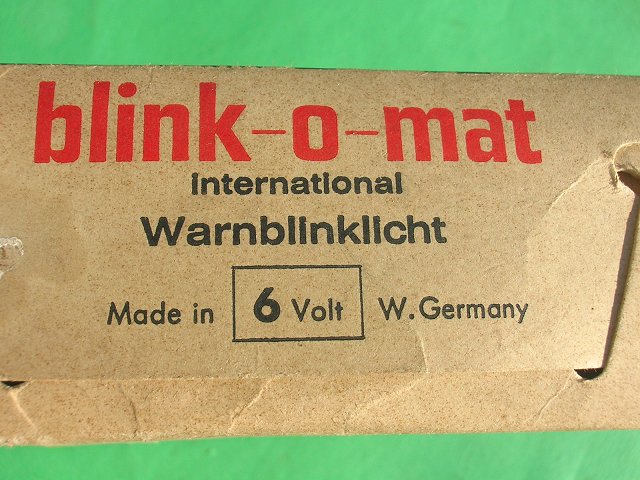 blink-o-mat
international
Warnblinklicht
Made in 6 Volt W. Germany